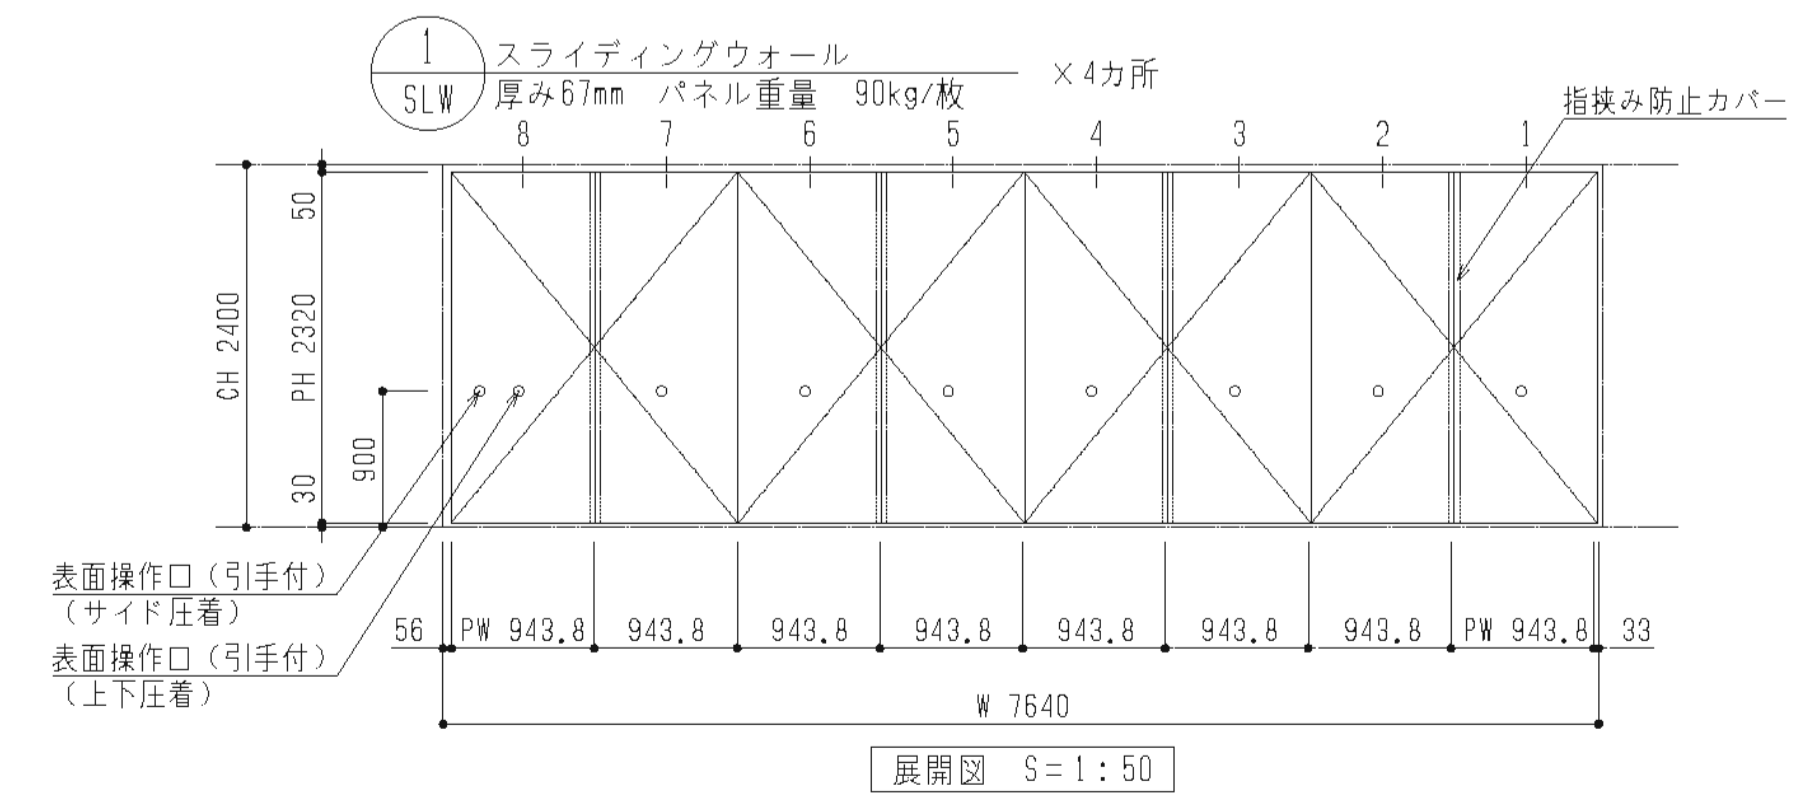 1
SLW
スライディングウォール
厚み67mm パネル重量 90kg/枚
×4カ所
指挟み防止カバー
8 7 6 5 4 3 2 1
CH 2400
50
PH 2320
30
900
表面操作口(引手付)
(サイド圧着)
表面操作口(引手付)
(上下圧着)
56 PW 943.8 943.8 943.8 943.8 943.8 943.8 943.8 PW 943.8 33
W 7640
展開図 S=1:50